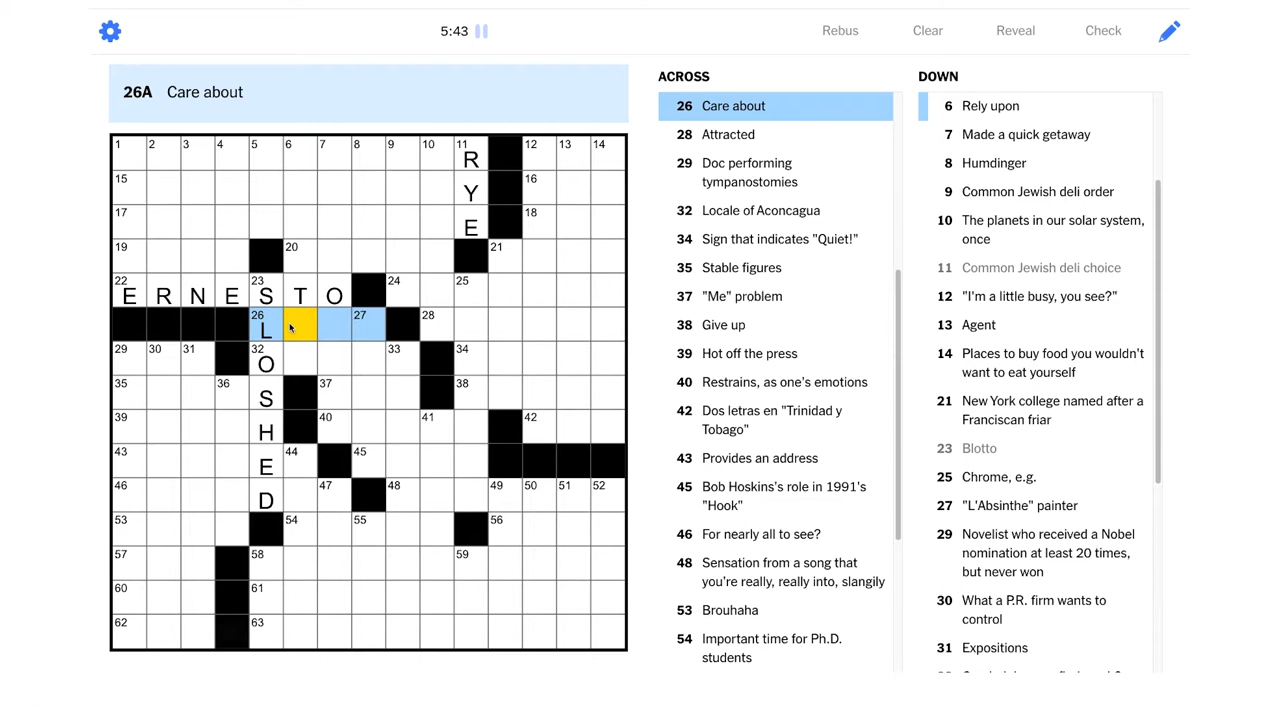 5:43
Rebus
Clear
Reveal
Check
26A Care about
1 2 3 4 5 6 7 8 9 10 11 12 13 14
R
15 16
Y
17 18
E
19 20 21
22 23 24 25
E R N E S T O
26 27 28
L
29 30 31 32 33 34
O
35 36 37 38
S
39 40 41 42
H
43 44 45
E
46 47 48 49 50 51 52
D
53 54 55 56
57 58 59
60 61
62 63
ACROSS
26 Care about
28 Attracted
29 Doc performing
tympanostomies
32 Locale of Aconcagua
34 Sign that indicates "Quiet!"
35 Stable figures
37 "Me" problem
38 Give up
39 Hot off the press
40 Restrains, as one's emotions
42 Dos letras en "Trinidad y
Tobago"
43 Provides an address
45 Bob Hoskins's role in 1991's
"Hook"
46 For nearly all to see?
48 Sensation from a song that
you're really, really into, slangily
53 Brouhaha
54 Important time for Ph.D.
students
DOWN
6 Rely upon
7 Made a quick getaway
8 Humdinger
9 Common Jewish deli order
10 The planets in our solar system,
once
11 Common Jewish deli choice
12 "I'm a little busy, you see?"
13 Agent
14 Places to buy food you wouldn't
want to eat yourself
21 New York college named after a
Franciscan friar
23 Blotto
25 Chrome, e.g.
27 "L'Absinthe" painter
29 Novelist who received a Nobel
nomination at least 20 times,
but never won
30 What a P.R. firm wants to
control
31 Expositions